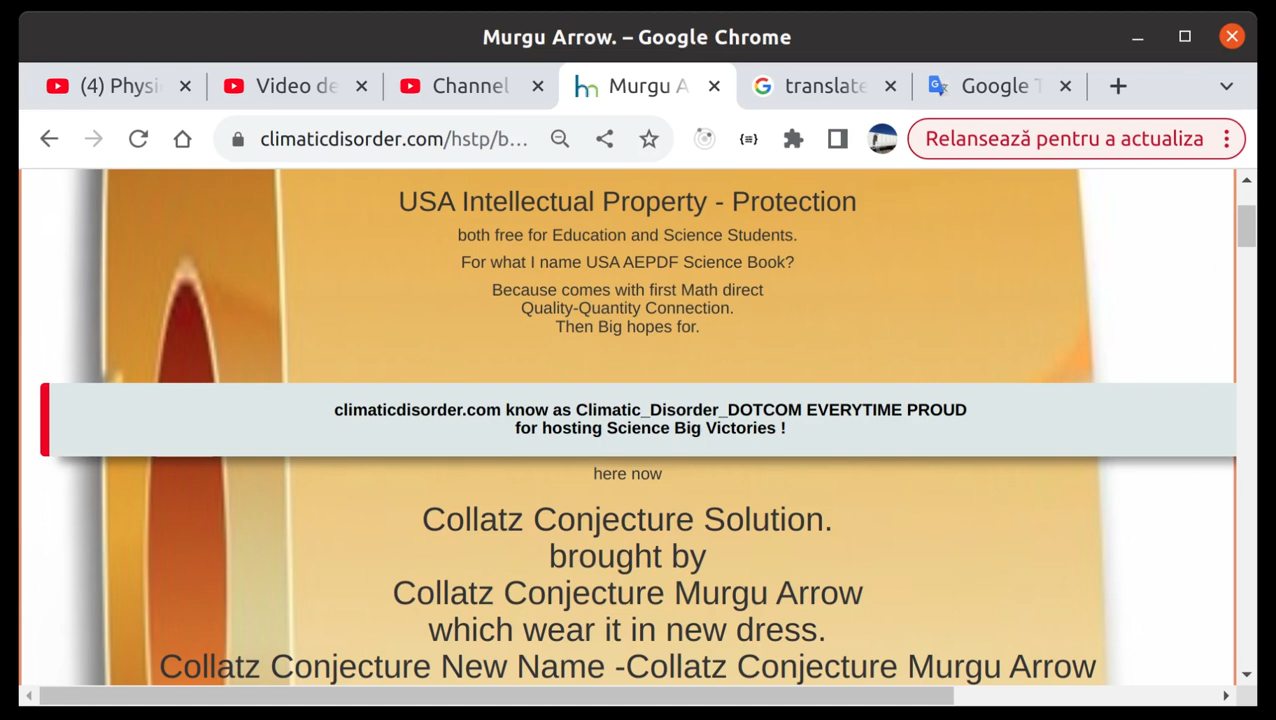 Murgu Arrow. – Google Chrome
(4) Physi
Video de
Channel
Murgu A
translate
Google T
climaticdisorder.com/hstp/b...
Relansează pentru a actualiza
USA Intellectual Property - Protection
both free for Education and Science Students.
For what I name USA AEPDF Science Book?
Because comes with first Math direct
Quality-Quantity Connection.
Then Big hopes for.
climaticdisorder.com know as Climatic_Disorder_DOTCOM EVERYTIME PROUD
for hosting Science Big Victories !
here now
Collatz Conjecture Solution.
brought by
Collatz Conjecture Murgu Arrow
which wear it in new dress.
Collatz Conjecture New Name -Collatz Conjecture Murgu Arrow